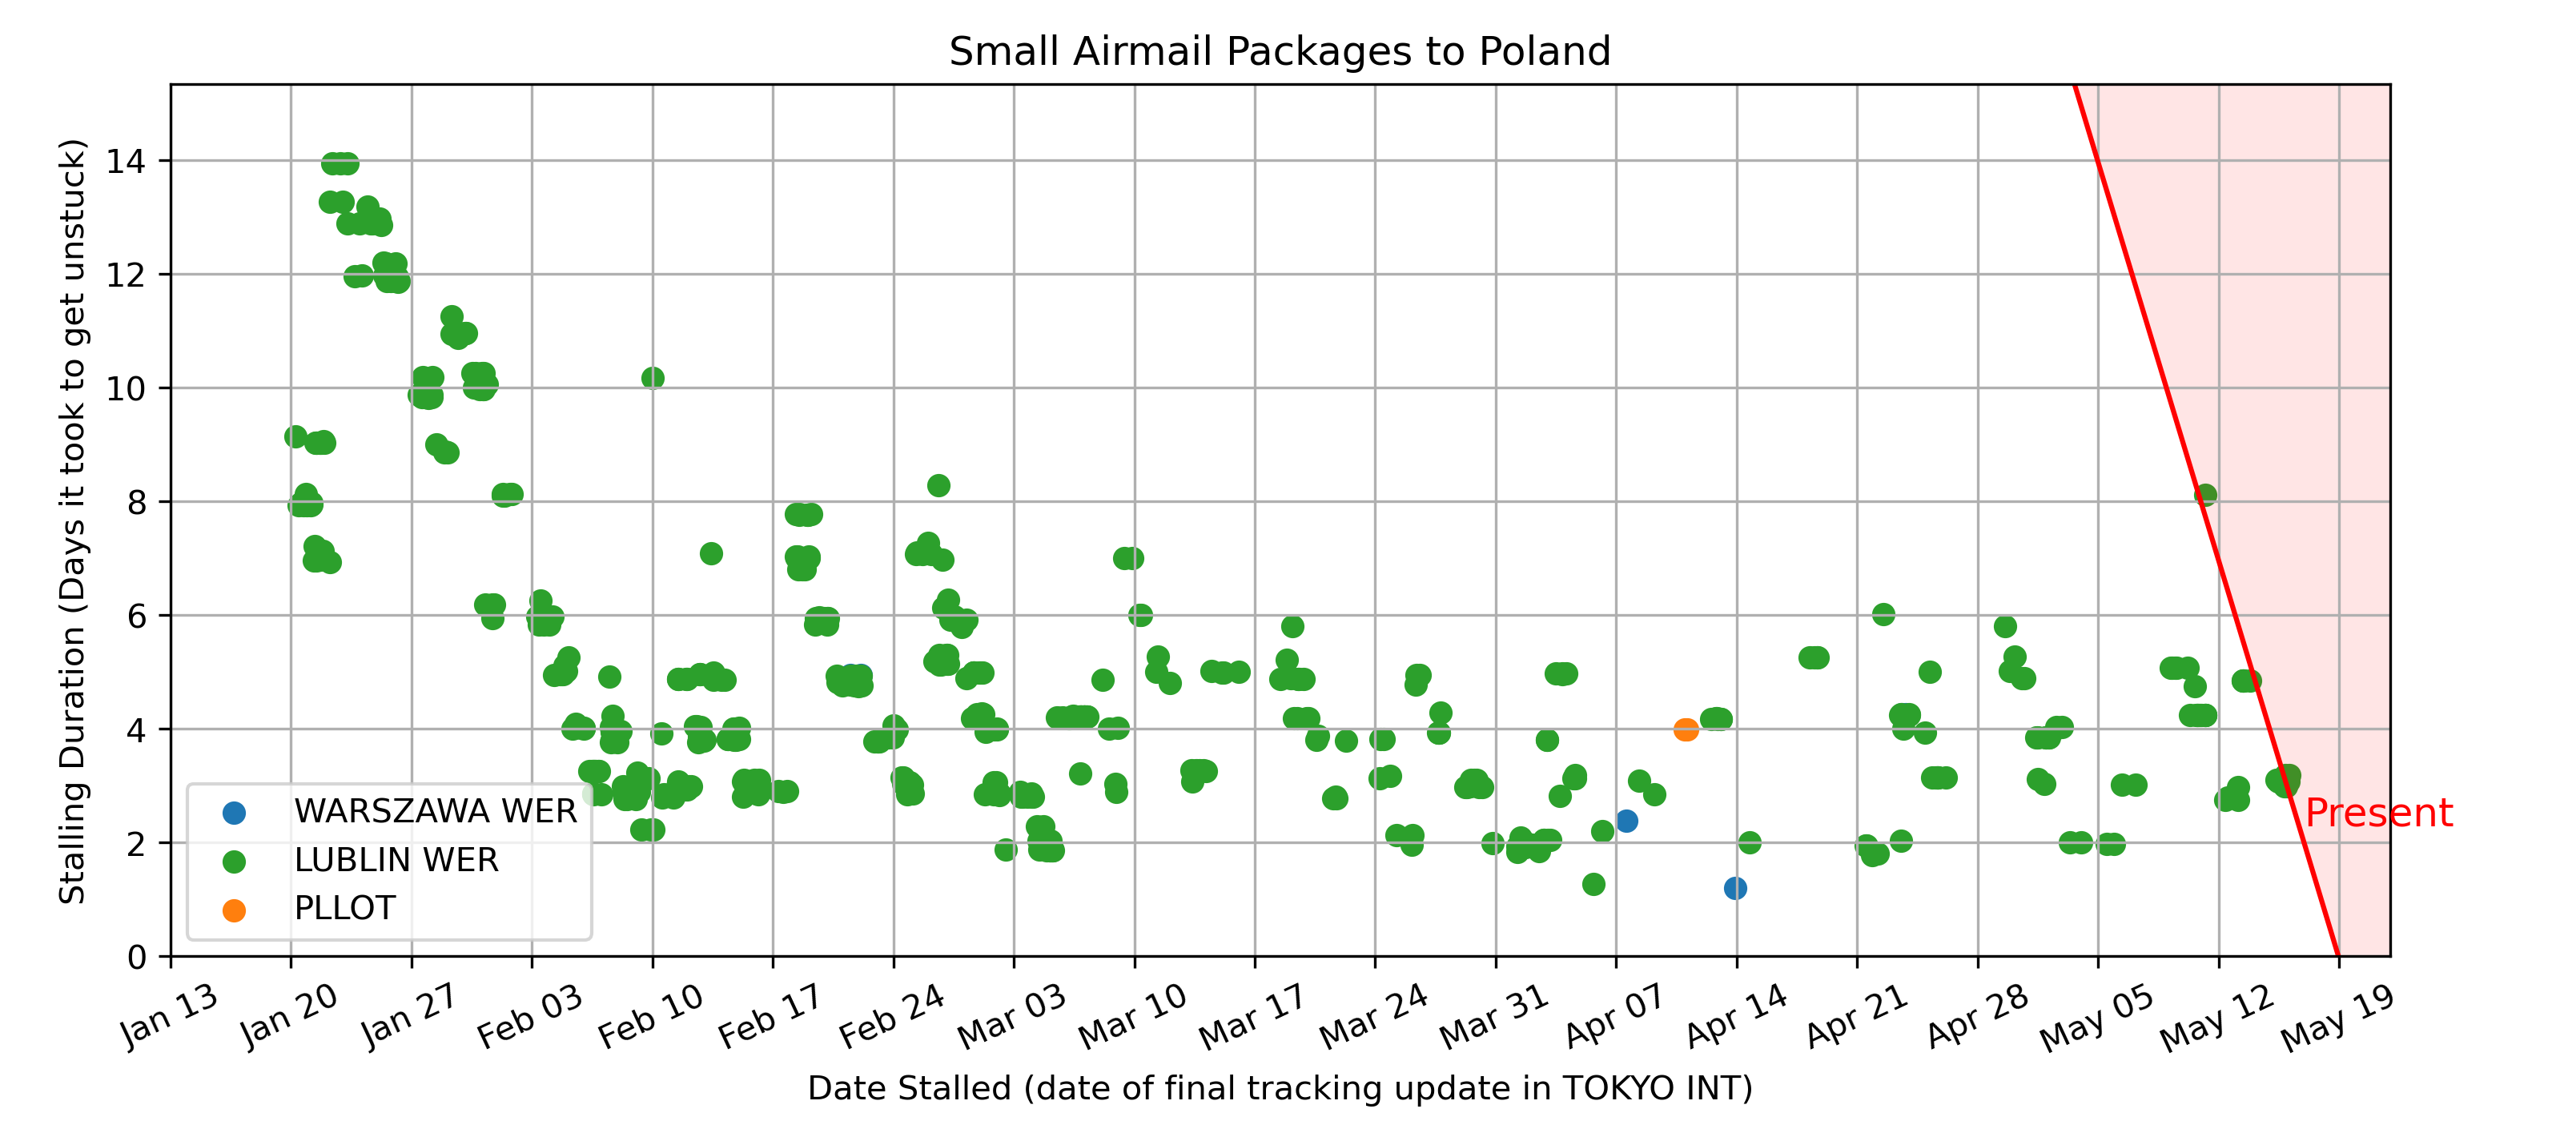 Small Airmail Packages to Poland
Stalling Duration (Days it took to get unstuck)
14
12
10
8
6
4
2
0
WARSZAWA WER
LUBLIN WER
PLLOT
Present
Jan 13
Jan 20
Jan 27
Feb 03
Feb 10
Feb 17
Feb 24
Mar 03
Mar 10
Mar 17
Mar 24
Mar 31
Apr 07
Apr 14
Apr 21
Apr 28
May 05
May 12
May 19
Date Stalled (date of final tracking update in TOKYO INT)